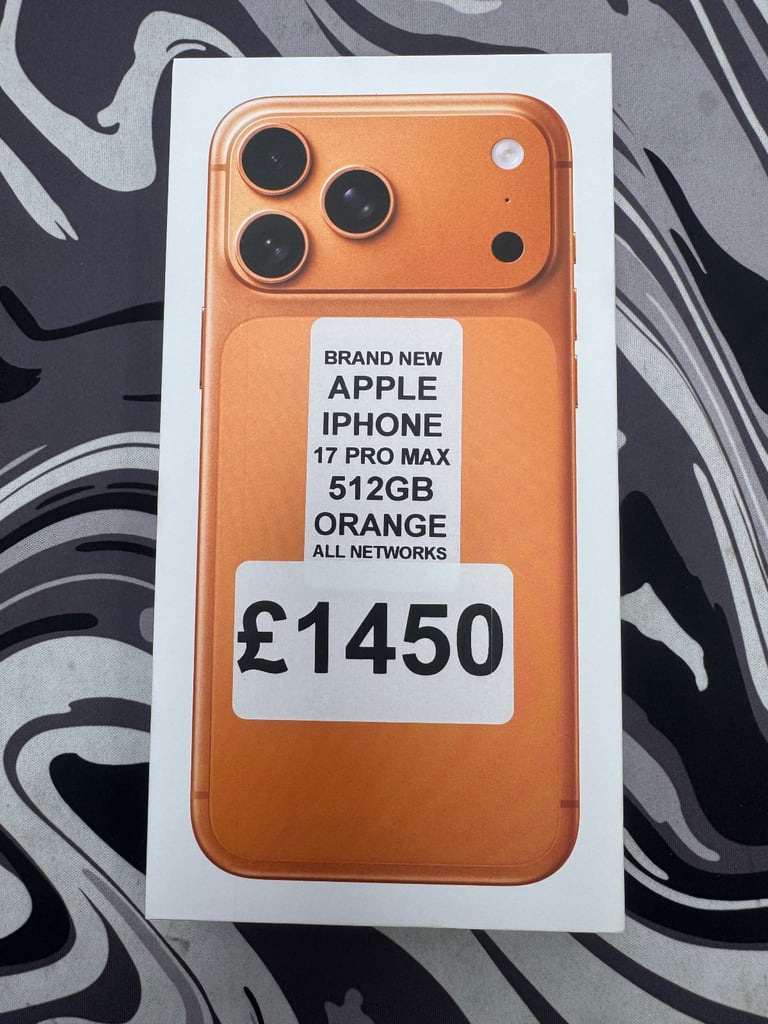 BRAND NEW
APPLE
IPHONE
17 PRO MAX
512GB
ORANGE
ALL NETWORKS
£1450